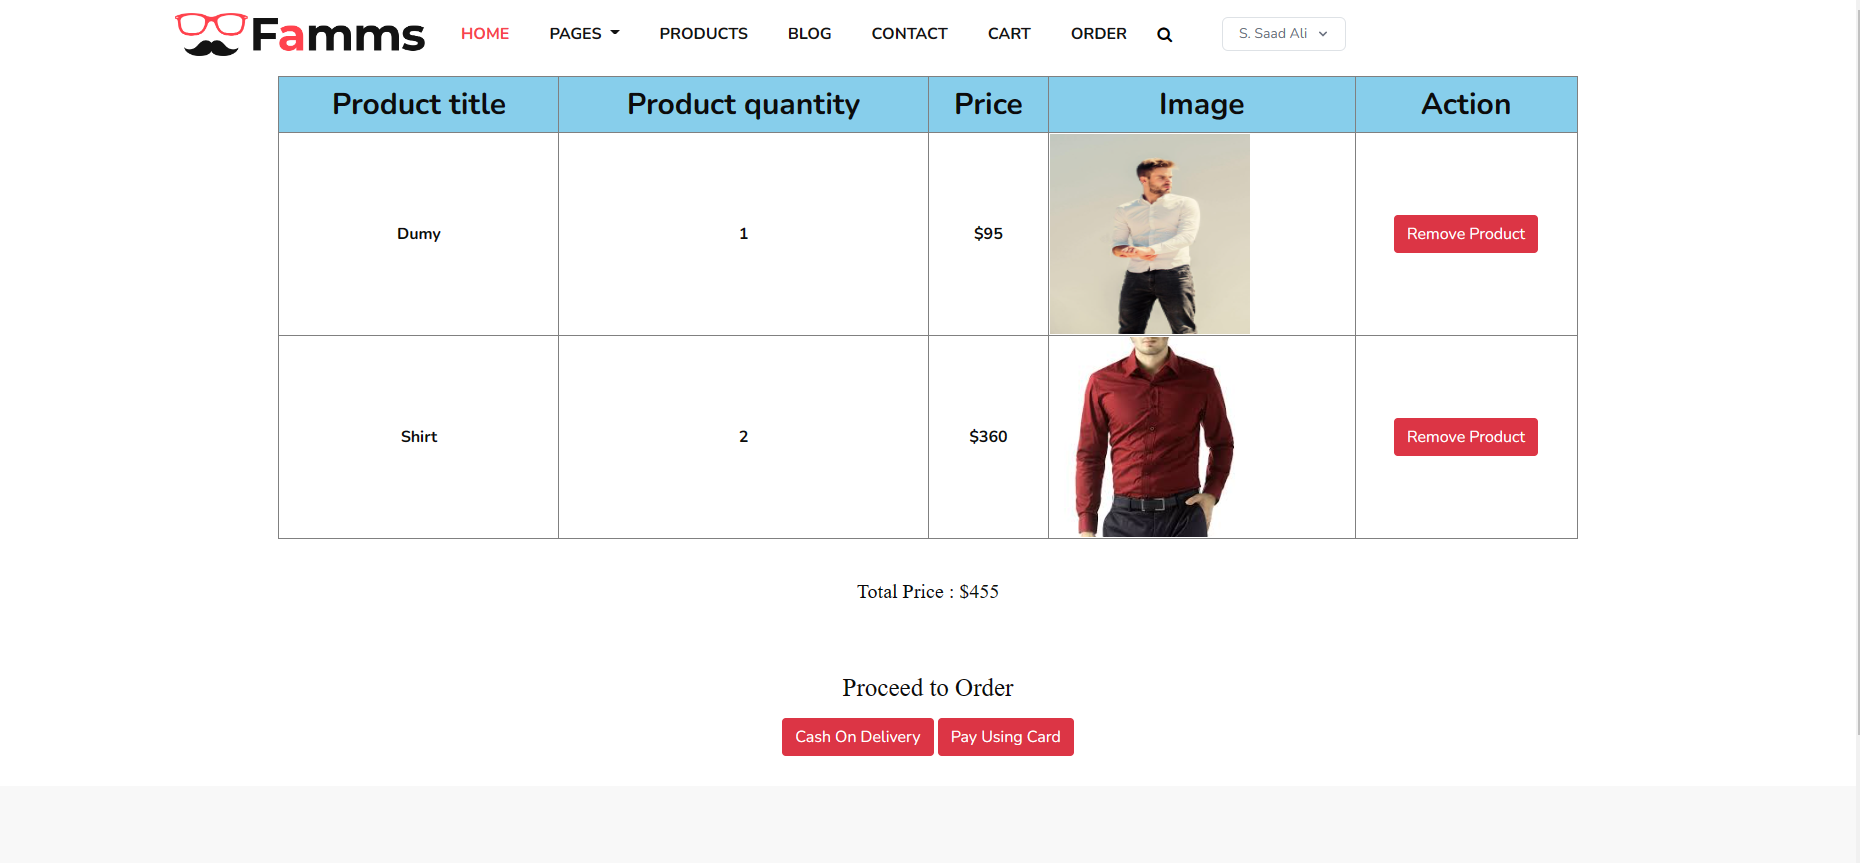 Famms HOME PAGES PRODUCTS BLOG CONTACT CART ORDER S. Saad Ali
Product title Product quantity Price Image Action
Dumy 1 $95 Remove Product
Shirt 2 $360 Remove Product
Total Price : $455
Proceed to Order
Cash On Delivery Pay Using Card